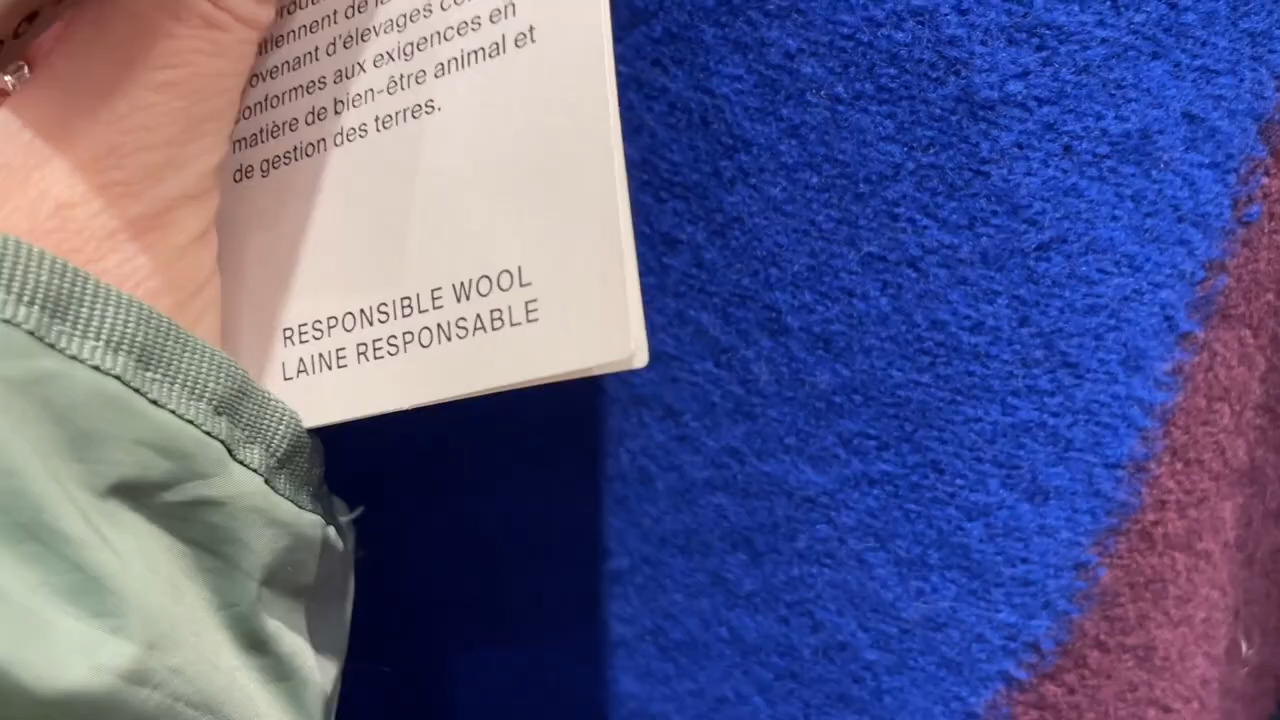 de
ovenant d'élevages
conformes aux exigences en
matière de bien-être animal et
de gestion des terres.
RESPONSIBLE WOOL
LAINE RESPONSABLE